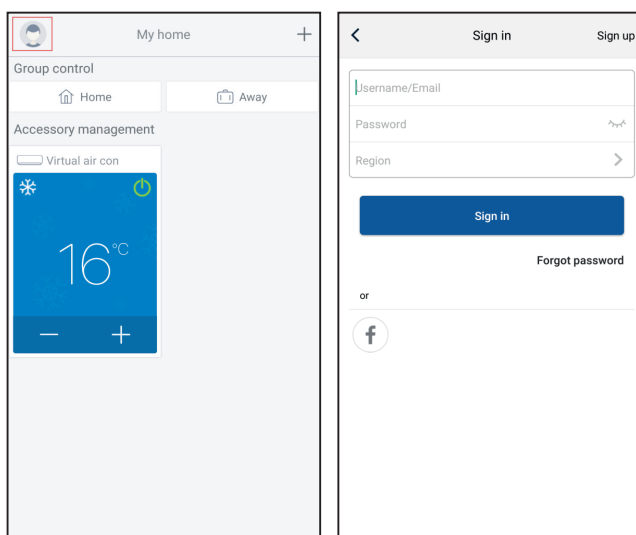 My home
Group control
Home
Away
Accessory management
Virtual air con
16°C
Sign in
Sign up
Username/Email
Password
Region
Sign in
Forgot password
or
f